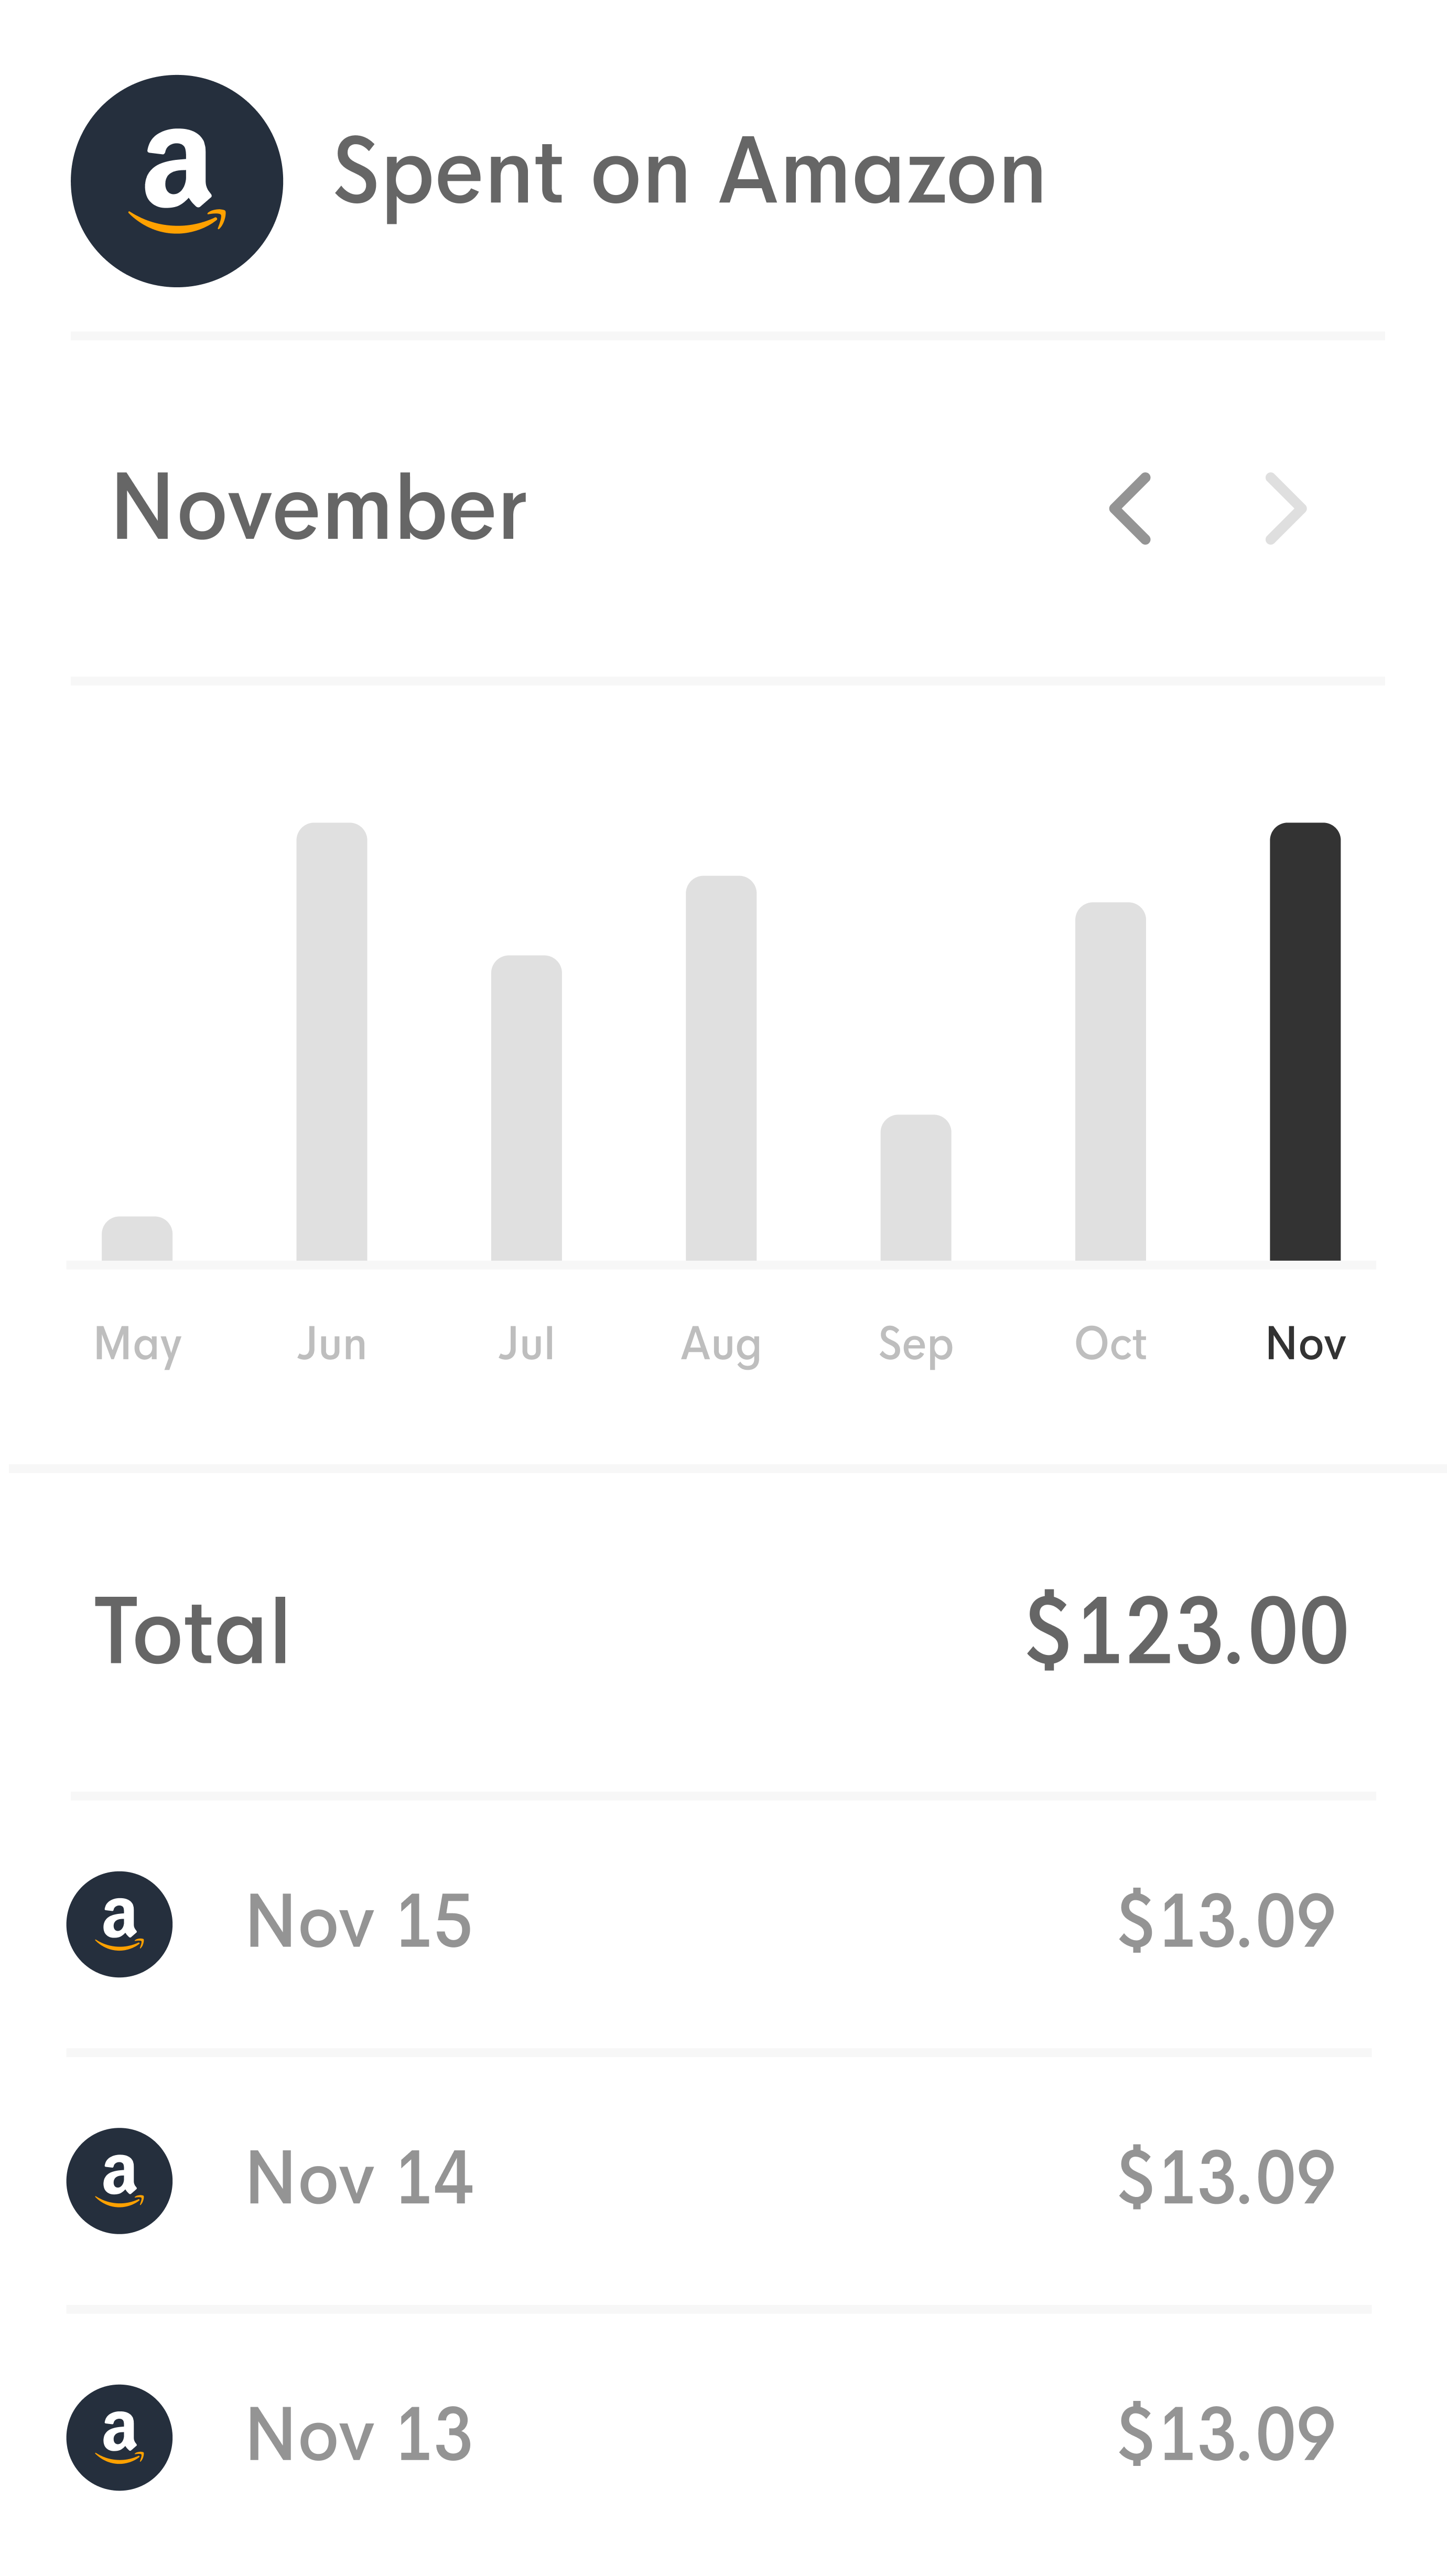 a
Spent on Amazon
November
May Jun Jul Aug Sep Oct Nov
Total $123.00
a Nov 15 $13.09
a Nov 14 $13.09
a Nov 13 $13.09